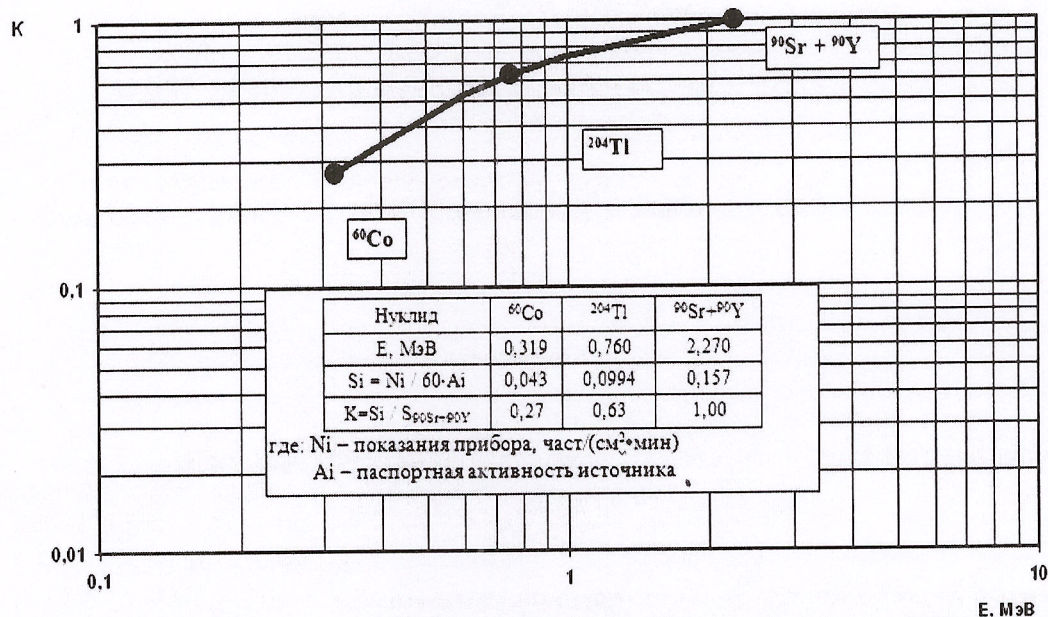 К
1
⁹⁰Sr + ⁹⁰Y
²⁰⁴Tl
⁶⁰Co
0,1
Нуклид ⁶⁰Co ²⁰⁴Tl ⁹⁰Sr+⁹⁰Y
Е, МэВ 0,319 0,760 2,270
Si = Ni / 60·Ai 0,043 0,0994 0,157
K=Si / S90Sr+90Y 0,27 0,63 1,00
где: Ni – показания прибора, част/(см²•мин)
Ai – паспортная активность источника
0,01
0,1 1 10
Е, МэВ